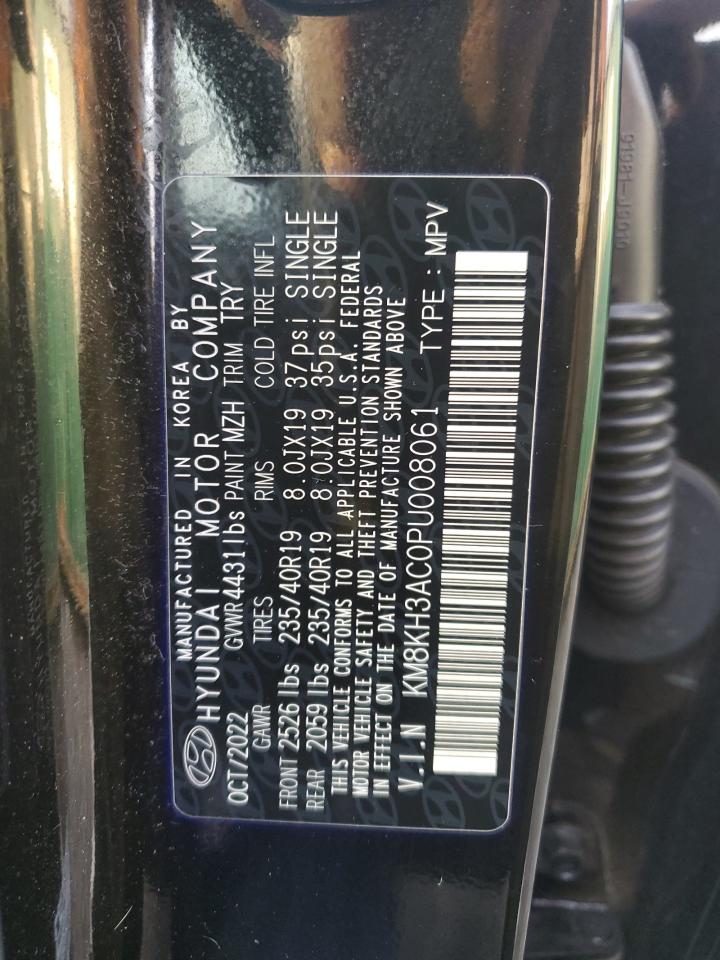 MANUFACTURED IN KOREA BY
HYUNDAI MOTOR COMPANY
OCT/2022 GVWR 4431 lbs PAINT MZH TRIM TRY
GAWR TIRES RIMS COLD TIRE INFL
FRONT 2526 lbs 235/40R19 8.0JX19 37psi SINGLE
REAR 2059 lbs 235/40R19 8.0JX19 35psi SINGLE
THIS VEHICLE CONFORMS TO ALL APPLICABLE U.S.A. FEDERAL
MOTOR VEHICLE SAFETY AND THEFT PREVENTION STANDARDS
IN EFFECT ON THE DATE OF MANUFACTURE SHOWN ABOVE
V.I.N KM8KH3AC0PU008061 TYPE : MPV